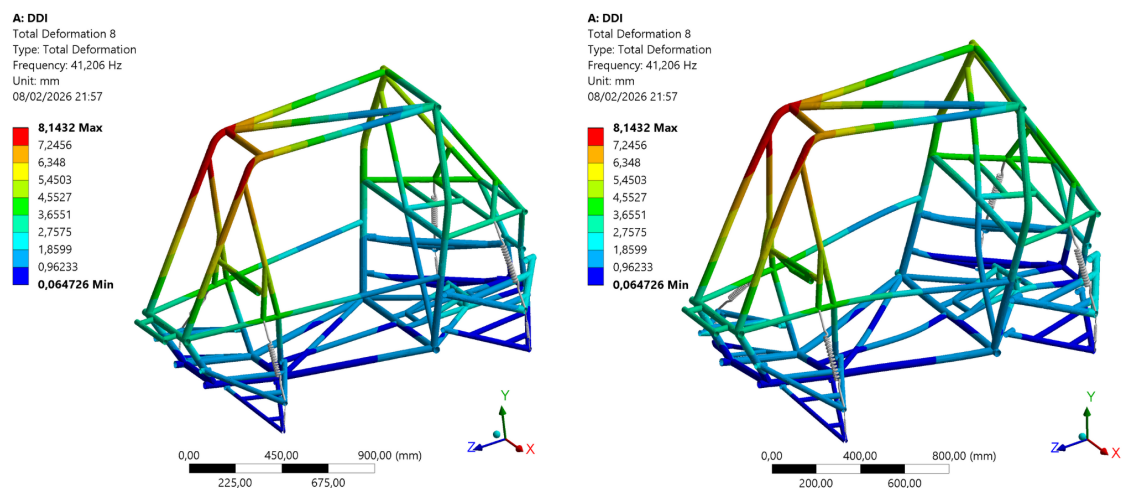 A: DDI
Total Deformation 8
Type: Total Deformation
Frequency: 41,206 Hz
Unit: mm
08/02/2026 21:57
8,1432 Max
7,2456
6,348
5,4503
4,5527
3,6551
2,7575
1,8599
0,96233
0,064726 Min
0,00 450,00 900,00 (mm)
225,00 675,00
Y
Z
X
A: DDI
Total Deformation 8
Type: Total Deformation
Frequency: 41,206 Hz
Unit: mm
08/02/2026 21:57
8,1432 Max
7,2456
6,348
5,4503
4,5527
3,6551
2,7575
1,8599
0,96233
0,064726 Min
0,00 400,00 800,00 (mm)
200,00 600,00
Y
Z
X